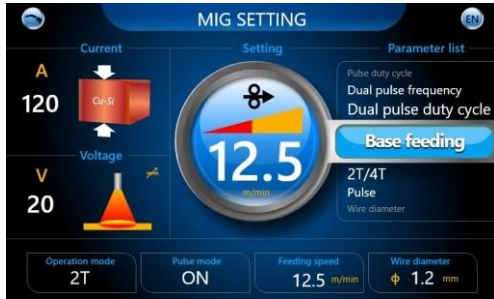 MIG SETTING
EN
Current
A
120
Cu-Si
Voltage
V
20
Setting
12.5
m/min
Parameter list
Pulse duty cycle
Dual pulse frequency
Dual pulse duty cycle
Base feeding
2T/4T
Pulse
Wire diameter
Operation mode
2T
Pulse mode
ON
Feeding speed
12.5 m/min
Wire diameter
ϕ 1.2 mm